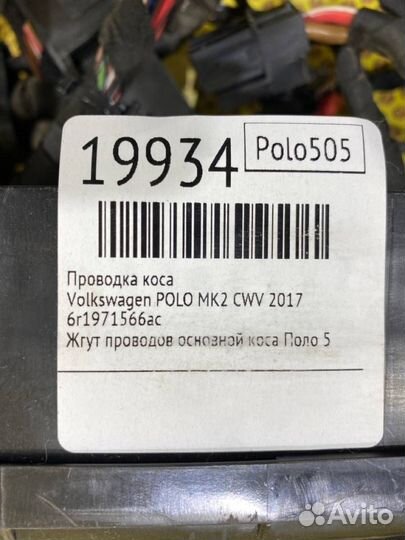 19934
Polo505
Проводка коса
Volkswagen POLO MK2 CWV 2017
6r1971566ac
Жгут проводов основной коса Поло 5
Avito